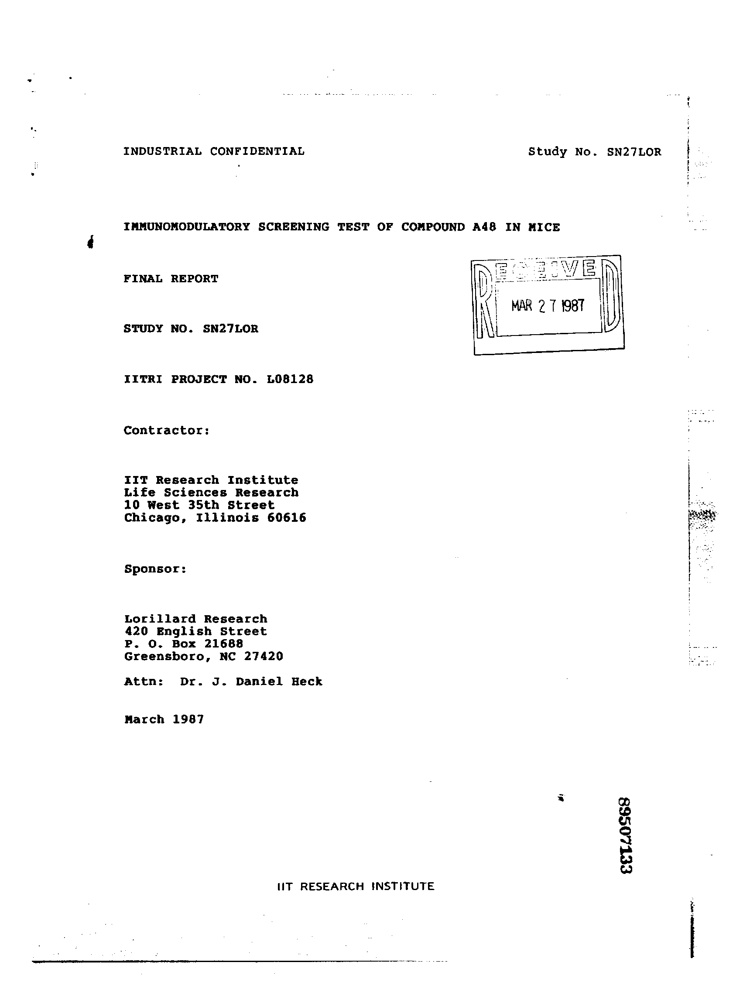 INDUSTRIAL CONFIDENTIAL Study No. SN27LOR
IMMUNOMODULATORY SCREENING TEST OF COMPOUND A48 IN MICE
FINAL REPORT
RECEIVED
MAR 27 1987
STUDY NO. SN27LOR
IITRI PROJECT NO. L08128
Contractor:
IIT Research Institute
Life Sciences Research
10 West 35th Street
Chicago, Illinois 60616
Sponsor:
Lorillard Research
420 English Street
P. O. Box 21688
Greensboro, NC 27420
Attn: Dr. J. Daniel Heck
March 1987
89507133
IIT RESEARCH INSTITUTE